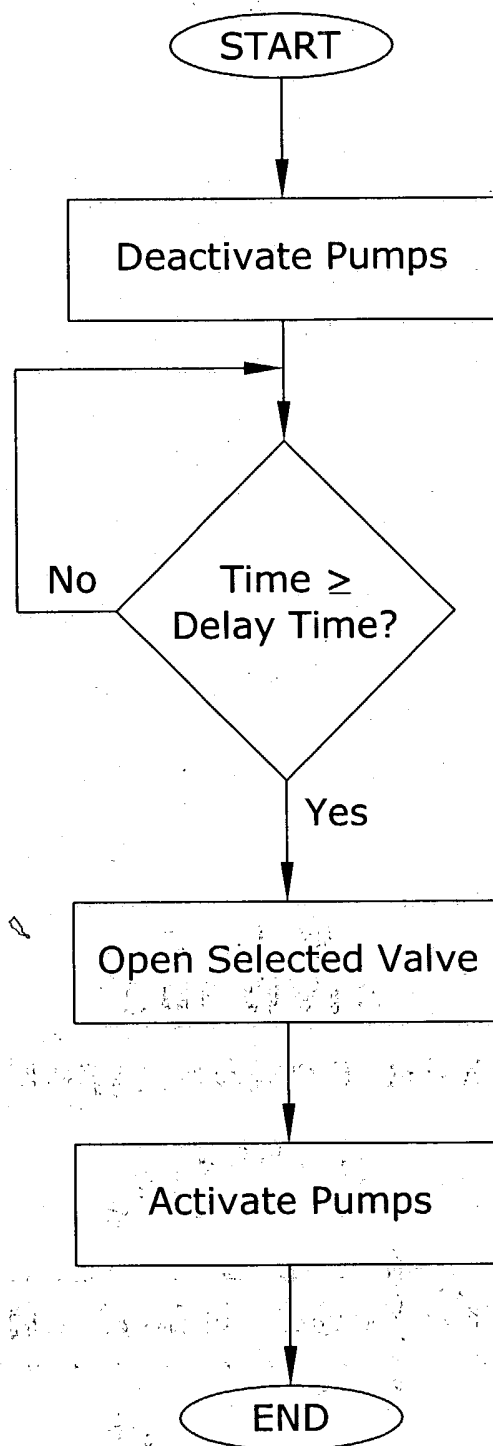 START
Deactivate Pumps
No
Time ≥
Delay Time?
Yes
Open Selected Valve
Activate Pumps
END